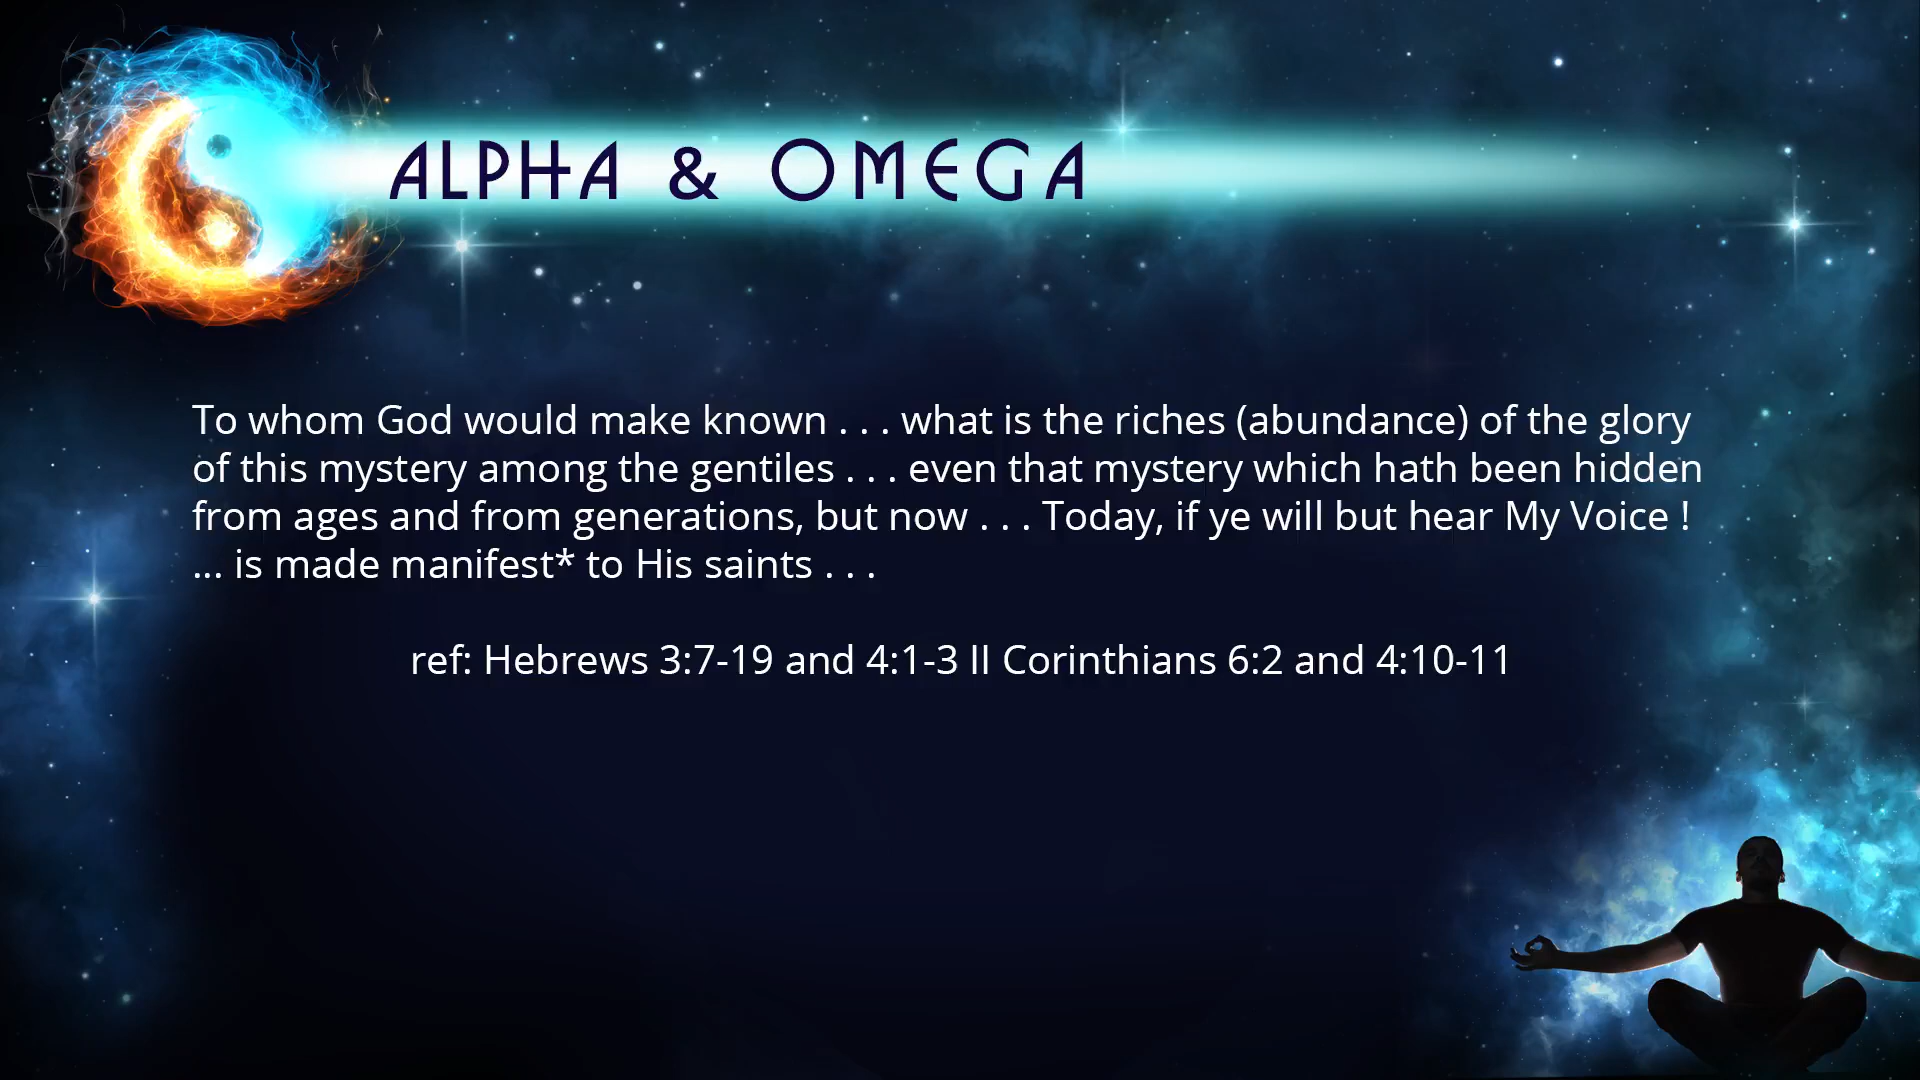 ALPHA & OMEGA
To whom God would make known . . . what is the riches (abundance) of the glory
of this mystery among the gentiles . . . even that mystery which hath been hidden
from ages and from generations, but now . . . Today, if ye will but hear My Voice !
... is made manifest* to His saints . . .
ref: Hebrews 3:7-19 and 4:1-3 II Corinthians 6:2 and 4:10-11